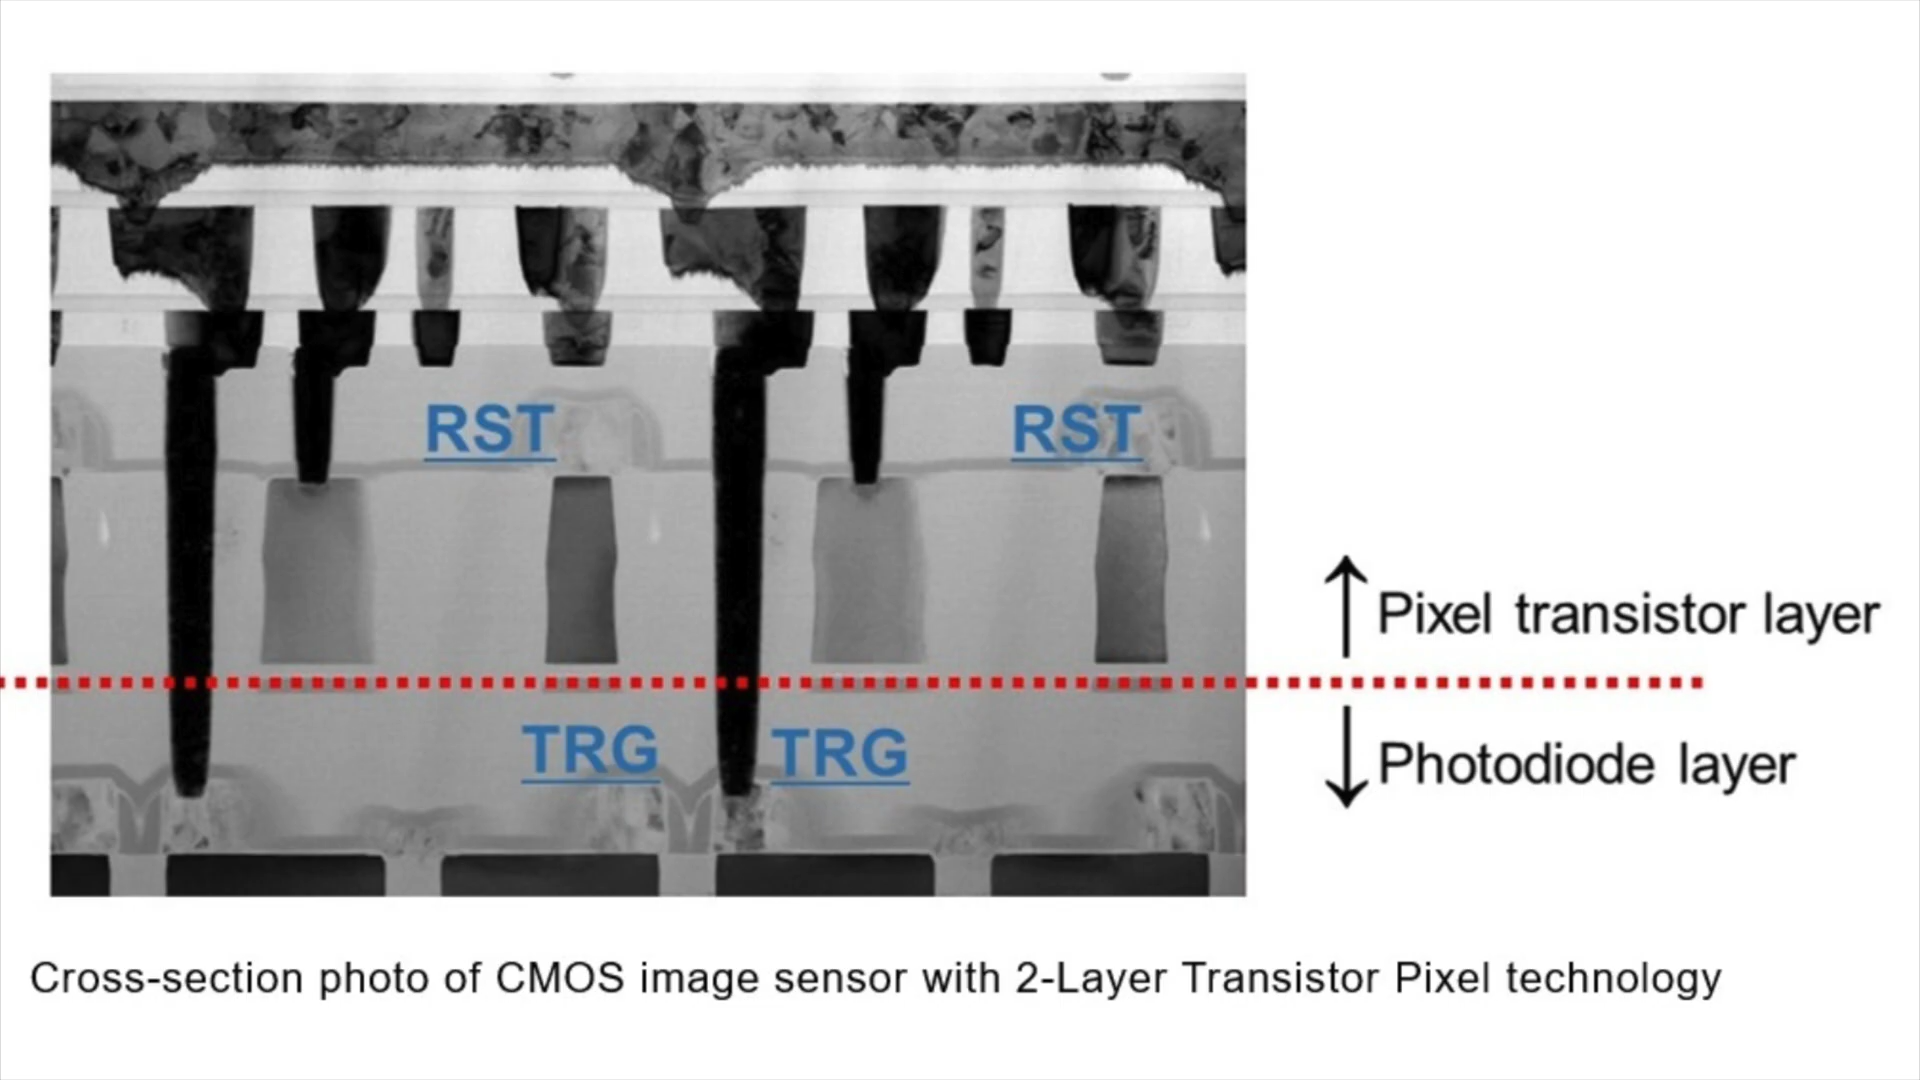 RST RST
Pixel transistor layer
TRG TRG
Photodiode layer
Cross-section photo of CMOS image sensor with 2-Layer Transistor Pixel technology